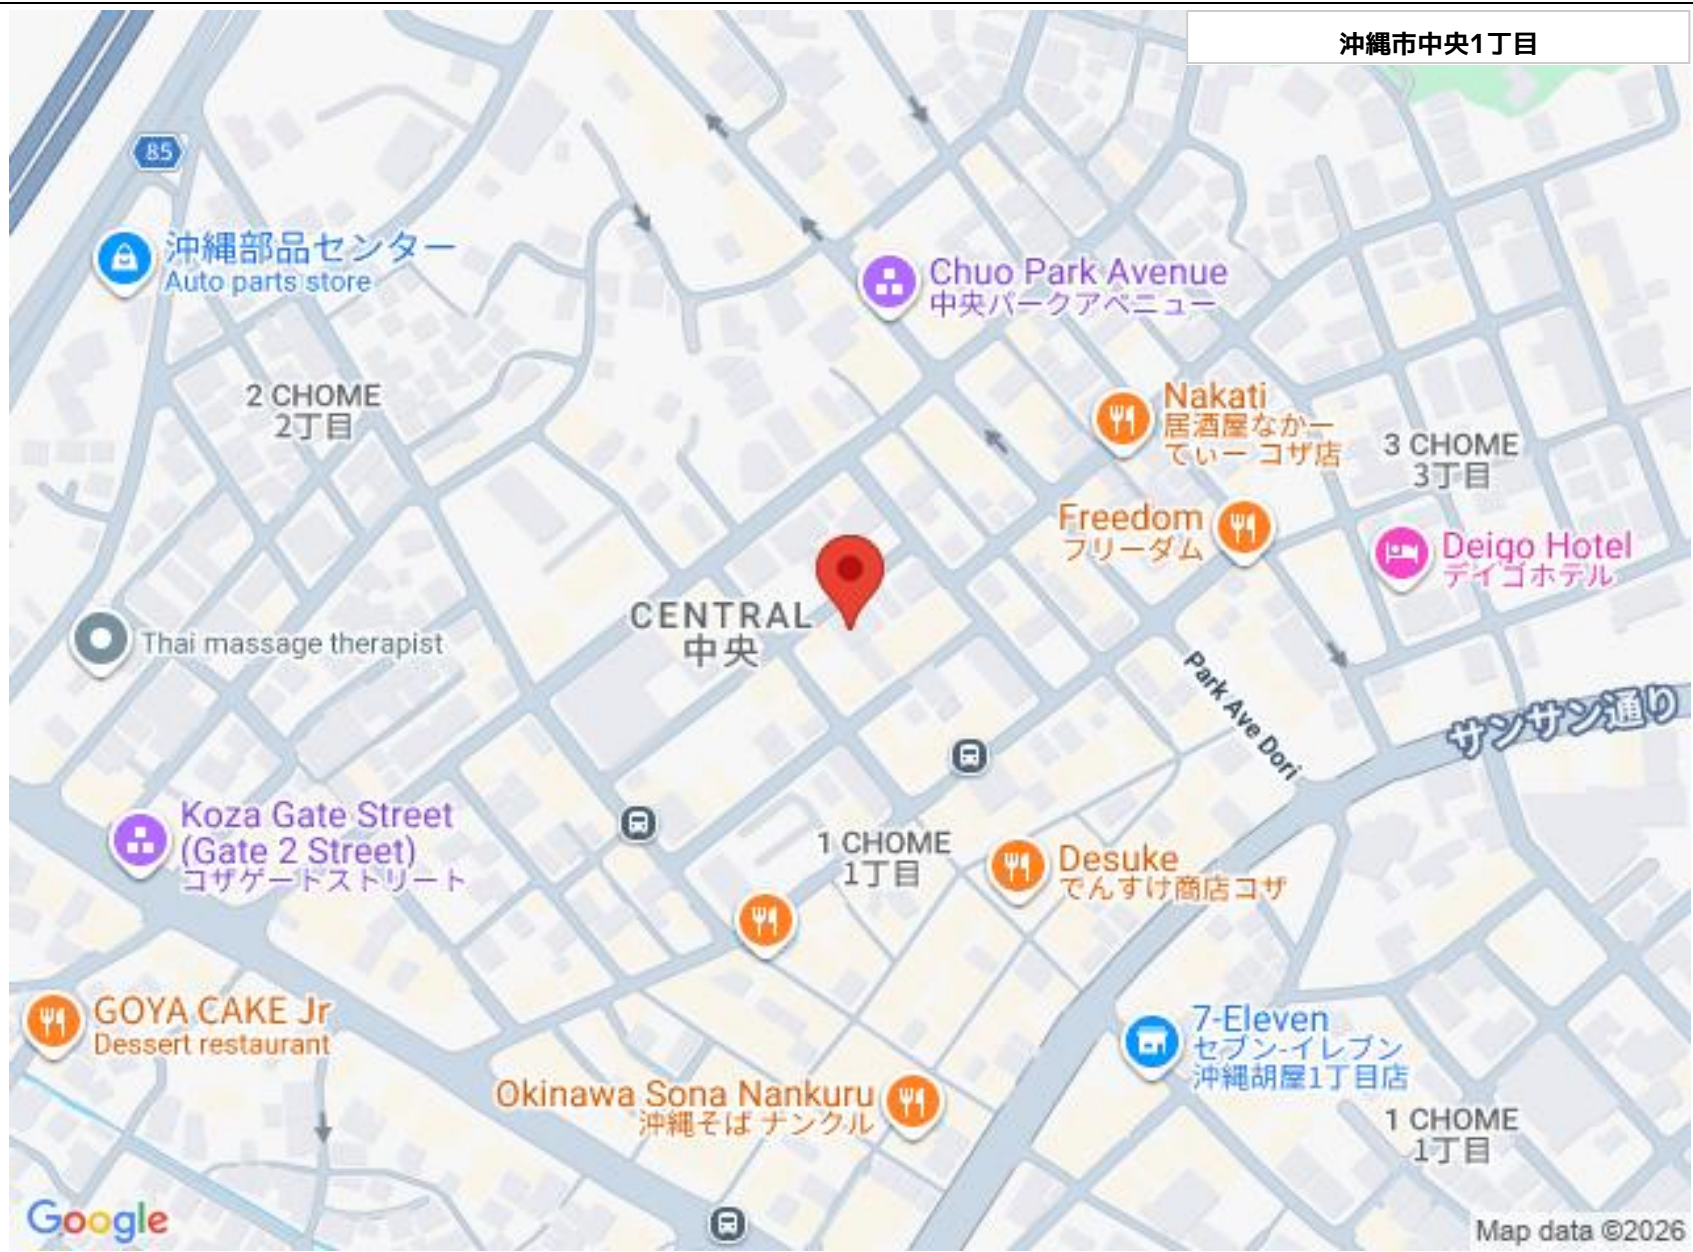 沖縄市中央1丁目
85
沖縄部品センター
Auto parts store
Chuo Park Avenue
中央パークアベニュー
2 CHOME
2丁目
Nakati
居酒屋なかー
てぃー コザ店
3 CHOME
3丁目
Freedom
フリーダム
Deigo Hotel
デイゴホテル
CENTRAL
中央
Thai massage therapist
Park Ave Dori
サンサン通り
Koza Gate Street
(Gate 2 Street)
コザゲートストリート
1 CHOME
1丁目
Desuke
でんすけ商店コザ
GOYA CAKE Jr
Dessert restaurant
7-Eleven
セブン-イレブン
沖縄胡屋1丁目店
Okinawa Sona Nankuru
沖縄そば ナンクル
1 CHOME
1丁目
Google
Map data ©2026